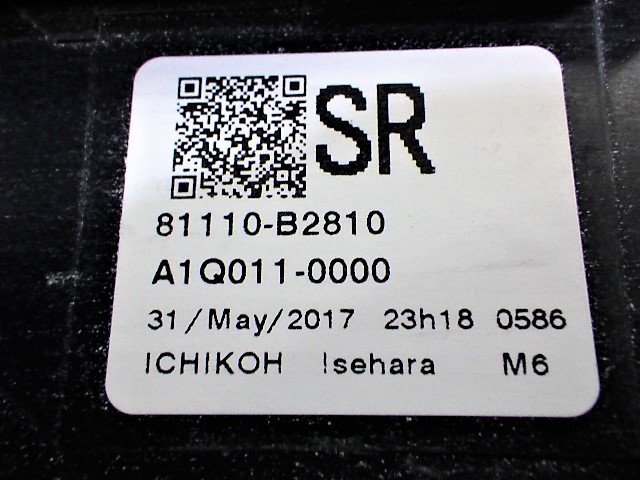 SR
81110-B2810
A1Q011-0000
31/May/2017 23h18 0586
ICHIKOH Isehara M6